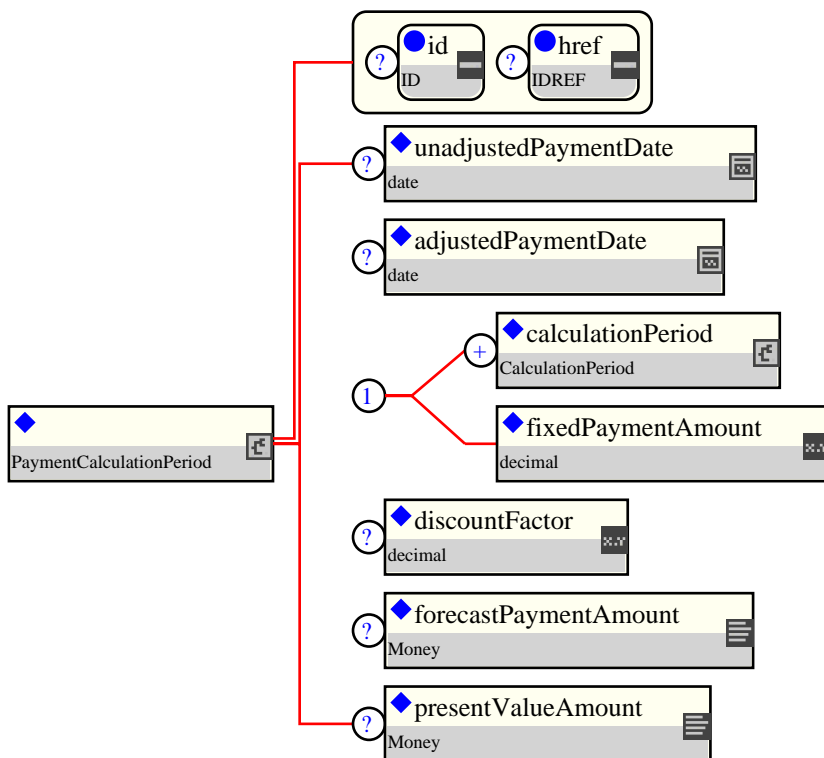 ? id ? href
ID IDREF
? unadjustedPaymentDate
date
? adjustedPaymentDate
date
+ calculationPeriod
CalculationPeriod
1
fixedPaymentAmount
decimal
PaymentCalculationPeriod
? discountFactor
decimal
X.Y
? forecastPaymentAmount
Money
? presentValueAmount
Money